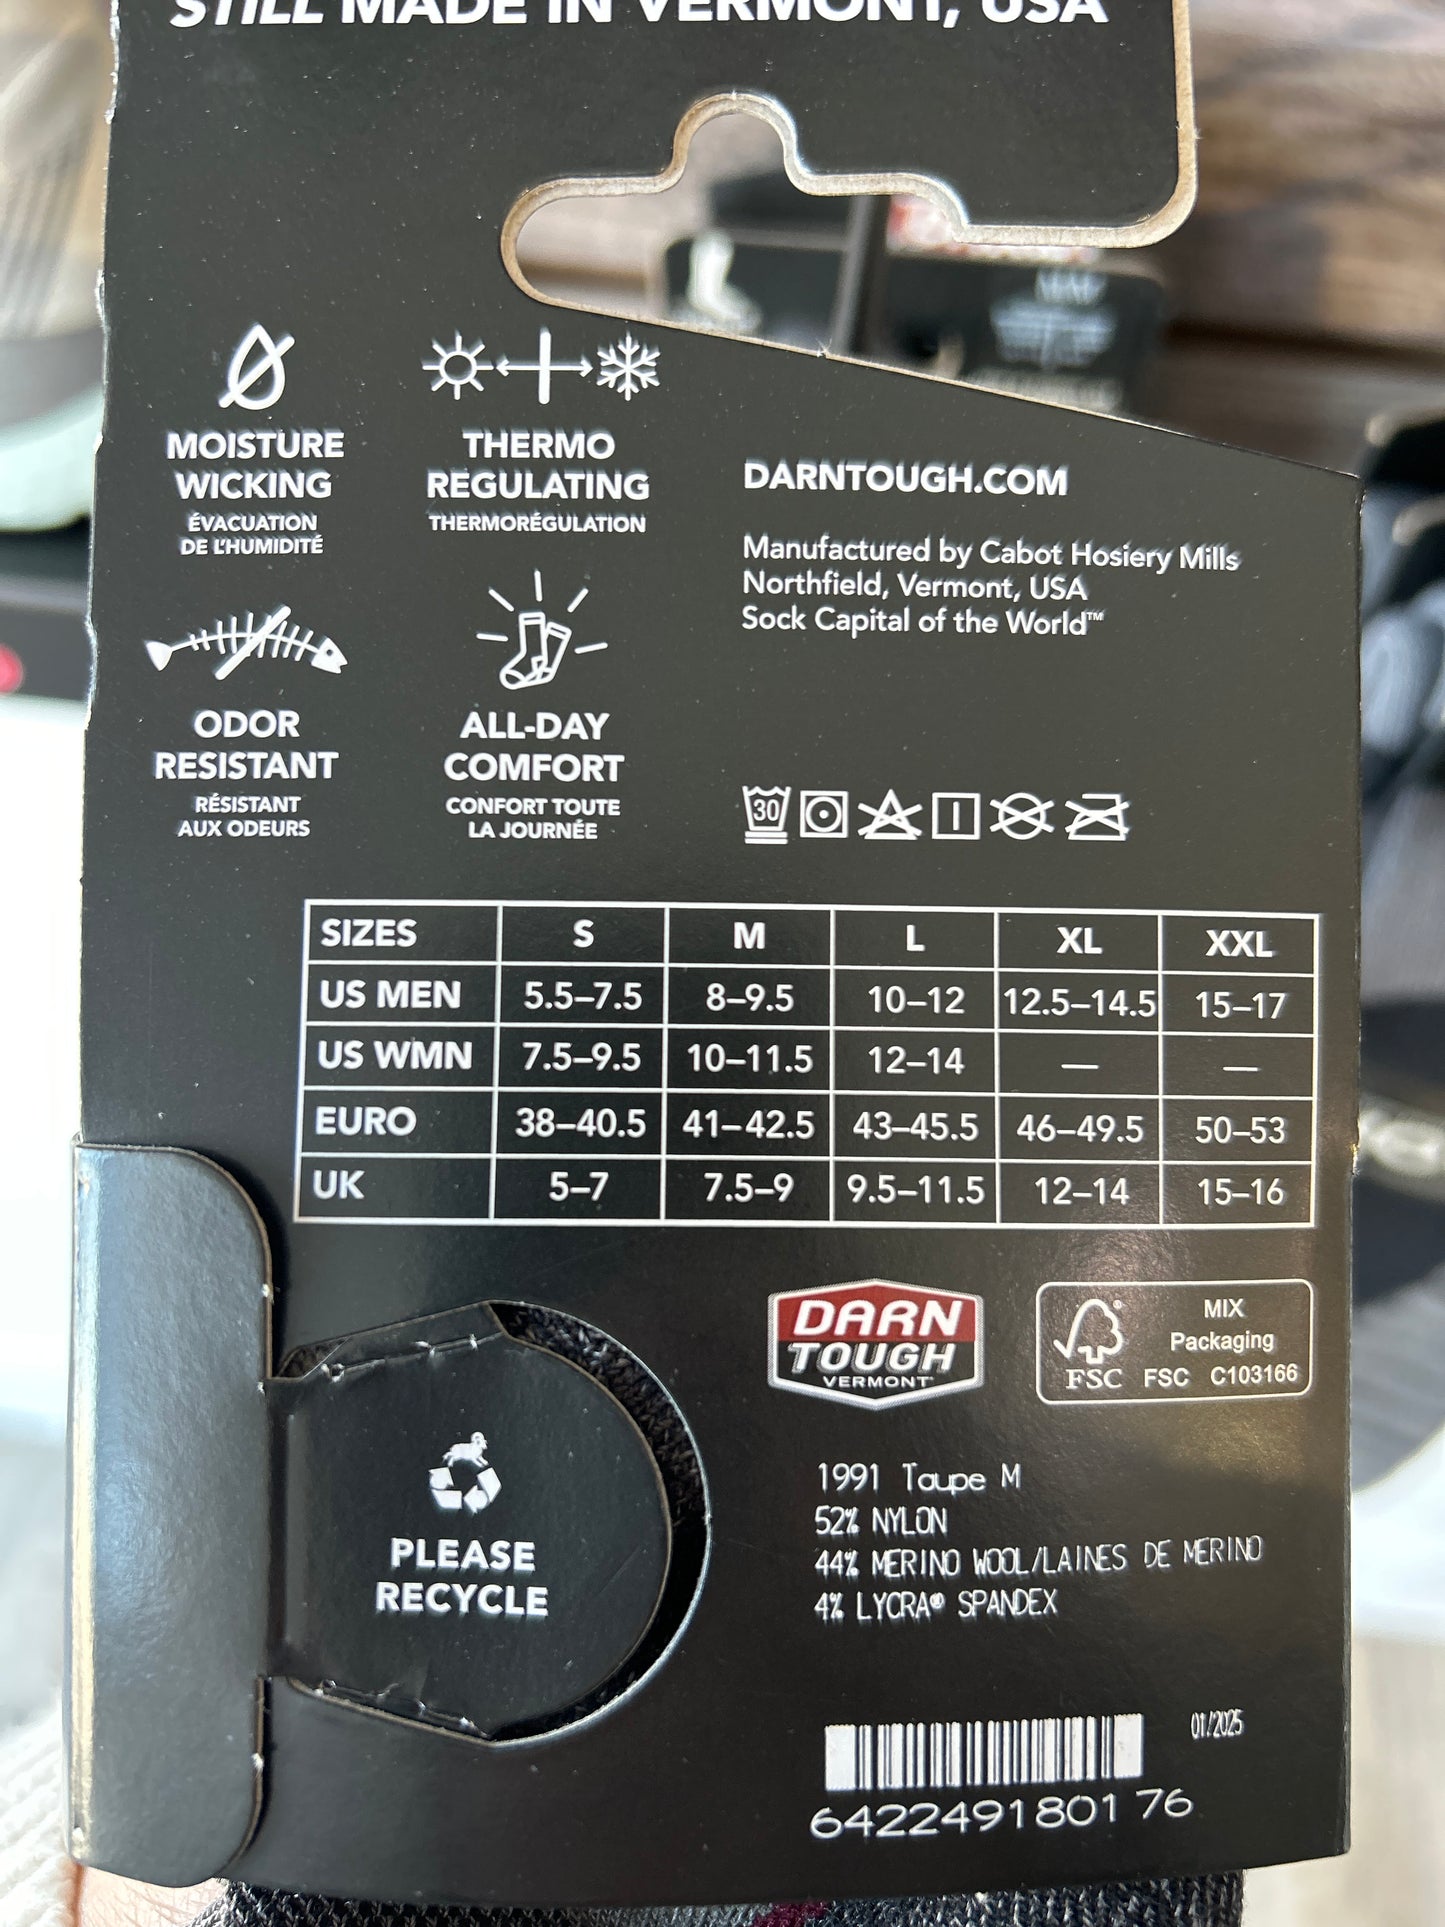 STILL MADE IN VERMONT, USA
MOISTURE
WICKING
ÉVACUATION
DE L'HUMIDITÉ
THERMO
REGULATING
THERMORÉGULATION
ODOR
RESISTANT
RÉSISTANT
AUX ODEURS
ALL-DAY
COMFORT
CONFORT TOUTE
LA JOURNÉE
DARNTOUGH.COM
Manufactured by Cabot Hosiery Mills
Northfield, Vermont, USA
Sock Capital of the World™
30
SIZES S M L XL XXL
US MEN 5.5–7.5 8–9.5 10–12 12.5–14.5 15–17
US WMN 7.5–9.5 10–11.5 12–14 — —
EURO 38–40.5 41–42.5 43–45.5 46–49.5 50–53
UK 5–7 7.5–9 9.5–11.5 12–14 15–16
DARN
TOUGH
VERMONT
FSC
MIX
Packaging
FSC C103166
PLEASE
RECYCLE
1991 Taupe M
52% NYLON
44% MERINO WOOL/LAINES DE MERINO
4% LYCRA® SPANDEX
01/2025
642249180176